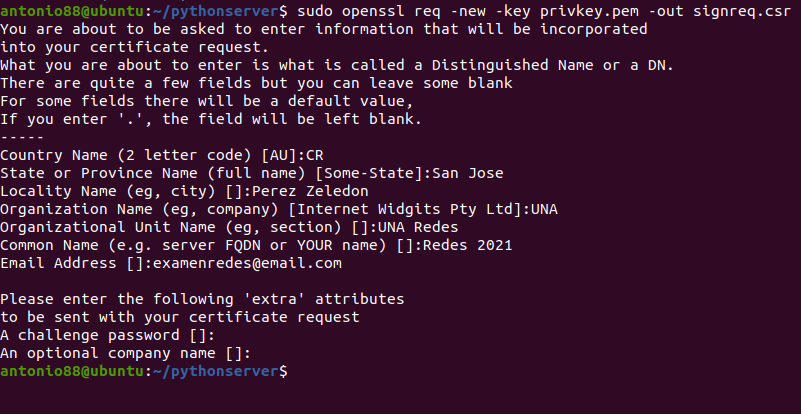 antonio88@ubuntu:~/pythonserver$ sudo openssl req -new -key privkey.pem -out signreq.csr
You are about to be asked to enter information that will be incorporated
into your certificate request.
What you are about to enter is what is called a Distinguished Name or a DN.
There are quite a few fields but you can leave some blank
For some fields there will be a default value,
If you enter '.', the field will be left blank.
-----
Country Name (2 letter code) [AU]:CR
State or Province Name (full name) [Some-State]:San Jose
Locality Name (eg, city) []:Perez Zeledon
Organization Name (eg, company) [Internet Widgits Pty Ltd]:UNA
Organizational Unit Name (eg, section) []:UNA Redes
Common Name (e.g. server FQDN or YOUR name) []:Redes 2021
Email Address []:examenredes@email.com

Please enter the following 'extra' attributes
to be sent with your certificate request
A challenge password []:
An optional company name []:
antonio88@ubuntu:~/pythonserver$